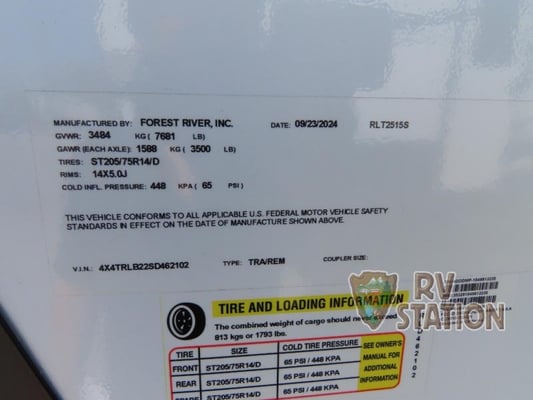 MANUFACTURED BY: FOREST RIVER, INC. DATE: 09/23/2024 RLT2515S
GVWR: 3484 KG ( 7681 LB)
GAWR (EACH AXLE): 1588 KG ( 3500 LB)
TIRES: ST205/75R14/D
RIMS: 14X5.0J
COLD INFL. PRESSURE: 448 KPA ( 65 PSI )
THIS VEHICLE CONFORMS TO ALL APPLICABLE U.S. FEDERAL MOTOR VEHICLE SAFETY
STANDARDS IN EFFECT ON THE DATE OF MANUFACTURE SHOWN ABOVE.
V.I.N.: 4X4TRLB22SD462102 TYPE: TRA/REM COUPLER SIZE:
RV
STATION
TIRE AND LOADING INFORMATION
The combined weight of cargo should never exceed
813 kgs or 1793 lbs.
TIRE SIZE COLD TIRE PRESSURE
FRONT ST205/75R14/D 65 PSI / 448 KPA
REAR ST205/75R14/D 65 PSI / 448 KPA
ST205/75R14/D 65 PSI / 448 KPA
SEE OWNER'S
MANUAL FOR
ADDITIONAL
INFORMATION